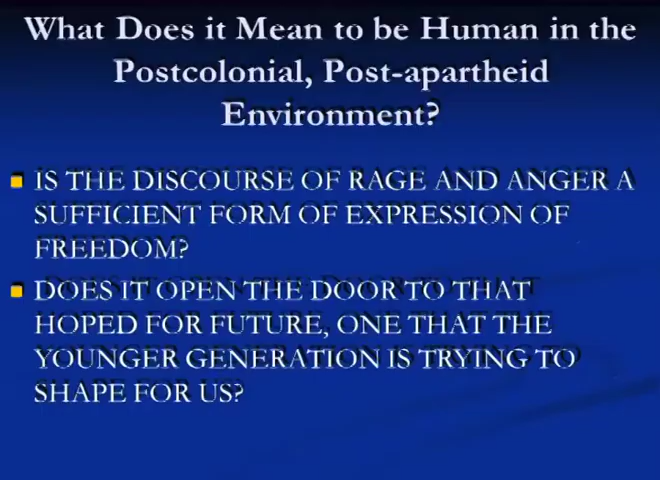 What Does it Mean to be Human in the
Postcolonial, Post-apartheid
Environment?
IS THE DISCOURSE OF RAGE AND ANGER A
SUFFICIENT FORM OF EXPRESSION OF
FREEDOM?
DOES IT OPEN THE DOOR TO THAT
HOPED FOR FUTURE, ONE THAT THE
YOUNGER GENERATION IS TRYING TO
SHAPE FOR US?